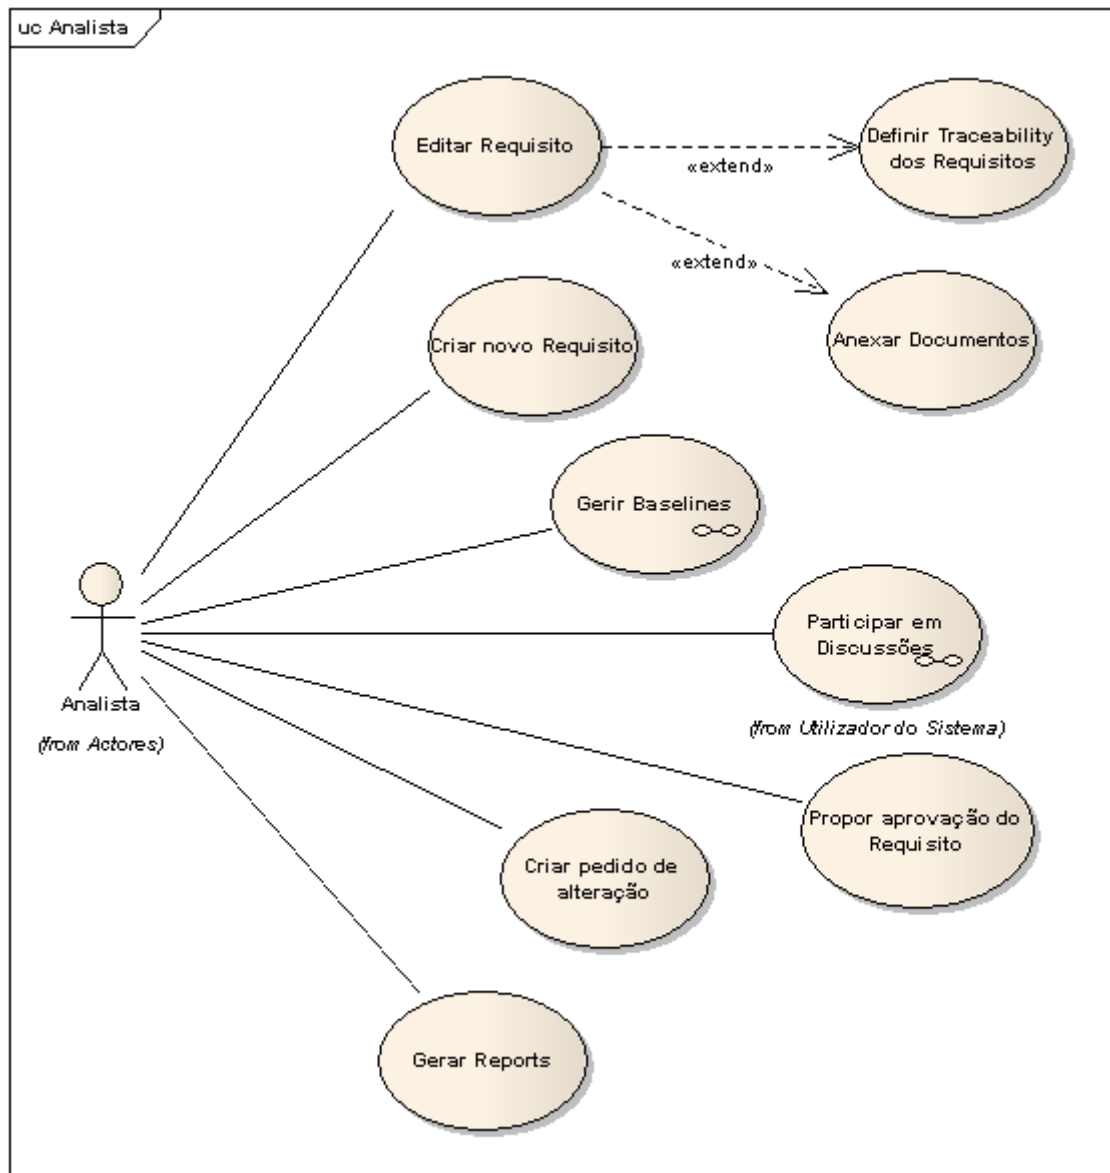 uc Analista
Editar Requisito
Definir Traceability
dos Requisitos
«extend»
«extend»
Criar novo Requisito
Anexar Documentos
Gerir Baselines
Participar em
Discussões
(from Utilizador do Sistema)
Analista
(from Actores)
Propor aprovação do
Requisito
Criar pedido de
alteração
Gerar Reports